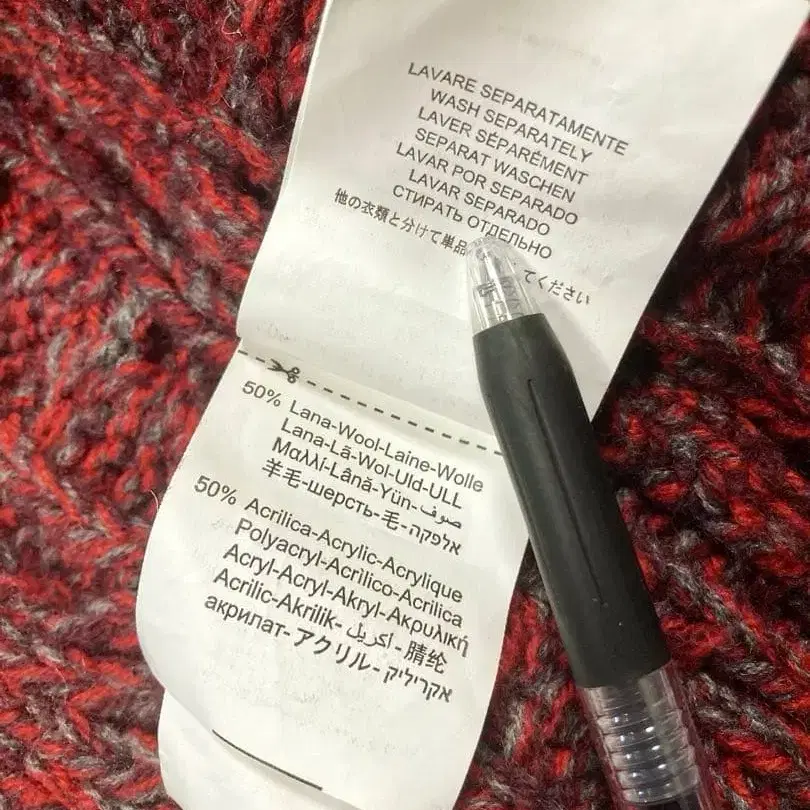 LAVARE SEPARATAMENTE
WASH SEPARATELY
LAVER SÉPARÉMENT
SEPARAT WASCHEN
LAVAR POR SEPARADO
LAVAR SEPARADO
СТИРАТЬ ОТДЕЛЬНО
他の衣類と分けて単品 てください
50% Lana-Wool-Laine-Wolle
Lana-Lã-Wol-Uld-ULL
Μαλλί-Lână-Yün-صوف
羊毛-шерсть-毛-אלפקה
50% Acrilica-Acrylic-Acrylique
Polyacryl-Acrìlico-Acrilica
Acryl-Acryl-Akryl-Ακρυλική
Acrilic-Akrilik-اكريل-腈纶
акрилат-アクリル-אקריליק